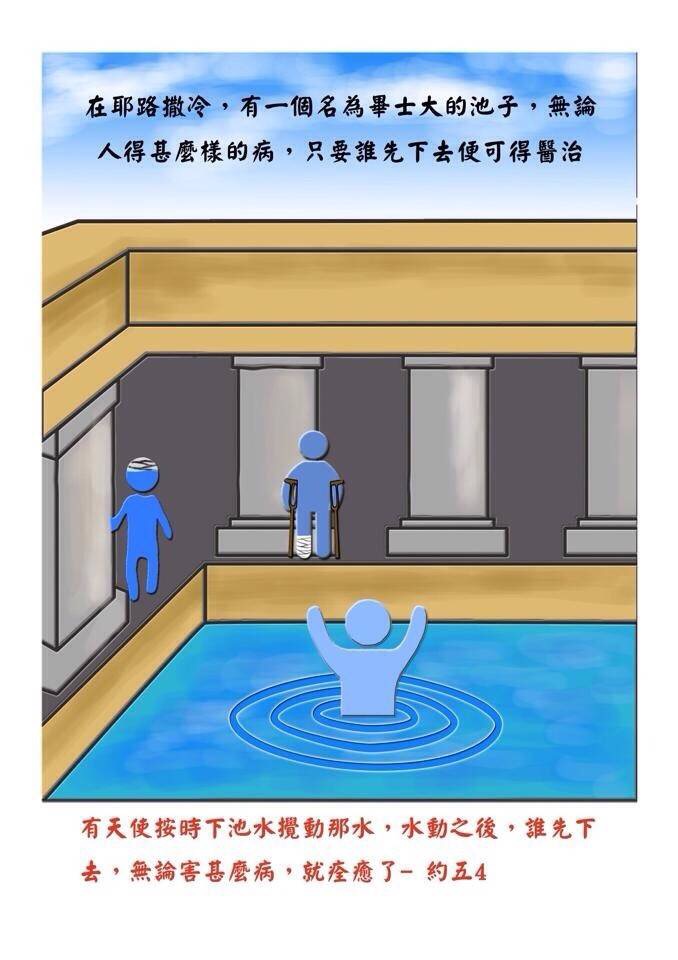 在耶路撒冷，有一個名為畢士大的池子，無論
人得甚麼樣的病，只要誰先下去便可得醫治
有天使按時下池水攪動那水，水動之後，誰先下
去，無論害甚麼病，就痊癒了- 約五4